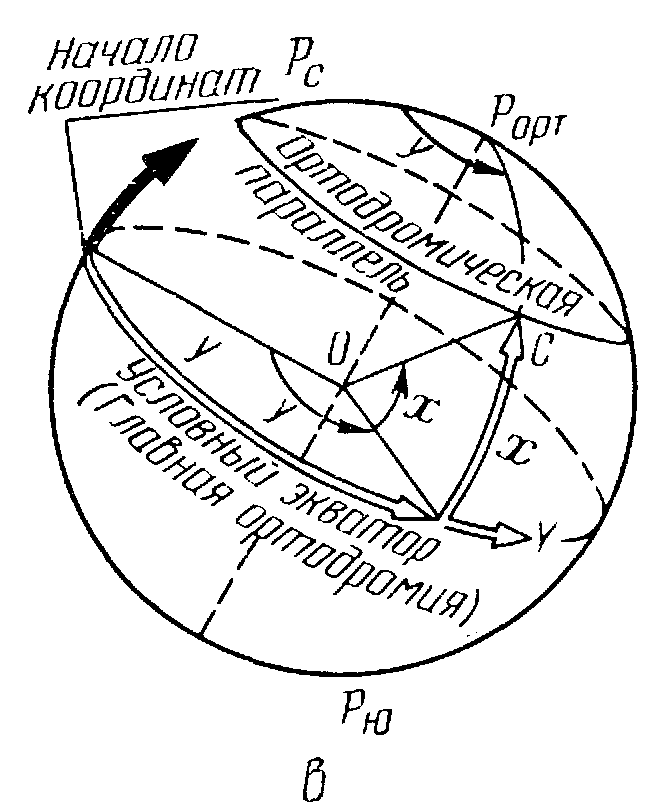 Начало
координат
Pс
Pорт
y
Ортодромическая
параллель
O
C
y
y
x
x
Условный экватор
(Главная ортодромия)
Y
Pю
в